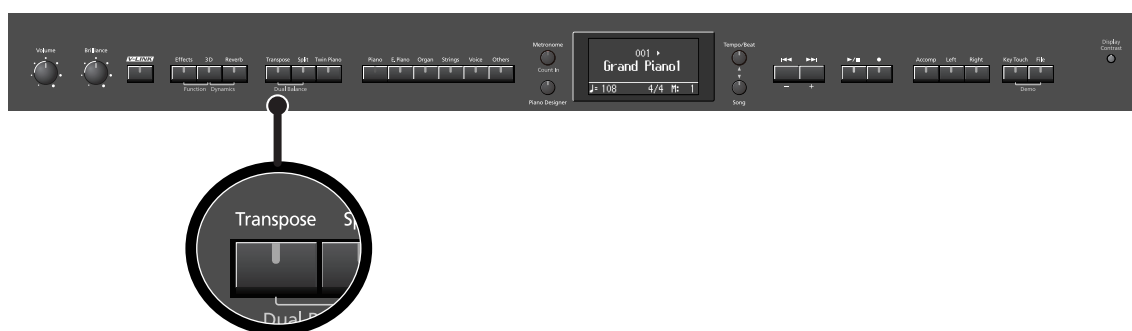 Volume
Brilliance
V-LINK
Effects 3D Reverb
Function Dynamics
Transpose Split Twin Piano
Dual Balance
Piano E. Piano Organ Strings Voice Others
Metronome
Count In
Piano Designer
001
Grand Piano1
♩= 108 4/4 M: 1
Tempo/Beat
Song
− +
Accomp Left Right
Key Touch File
Demo
Display
Contrast
Transpose Sp
Dual B